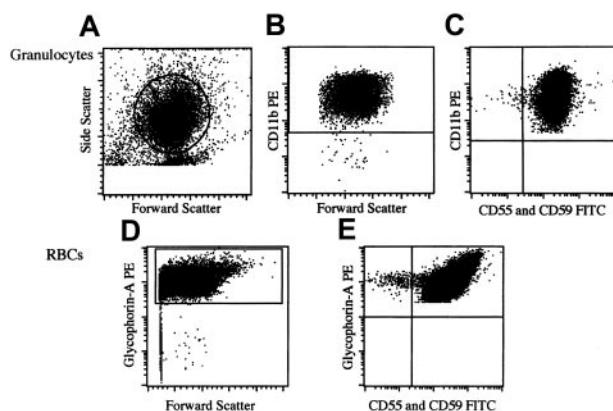 A
B
C
Granulocytes
Side Scatter
CD11b PE
CD11b PE
Forward Scatter
Forward Scatter
CD55 and CD59 FITC
D
E
RBCs
Glycophorin-A PE
Glycophorin-A PE
Forward Scatter
CD55 and CD59 FITC